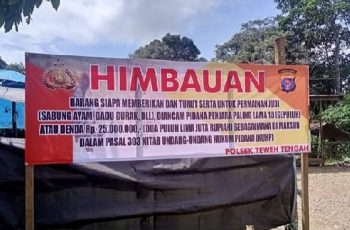 HIMBAUAN
BARANG SIAPA MEMBERIKAN DAN TURUT SERTA UNTUK PERMAINAN JUDI
(SABUNG AYAM, DADU GURAK, DLL), DIANCAM PIDANA PENJARA PALING LAMA 10 (SEPULUH)
ATAU DENDA Rp. 25.000.000,- (DUA PULUH LIMA JUTA RUPIAH) SEBAGAIMANA DI MAKSUD
DALAM PASAL 303 KITAB UNDANG-UNDANG HUKUM PIDANA (KUHP)
POLSEK TEWEH TENGAH